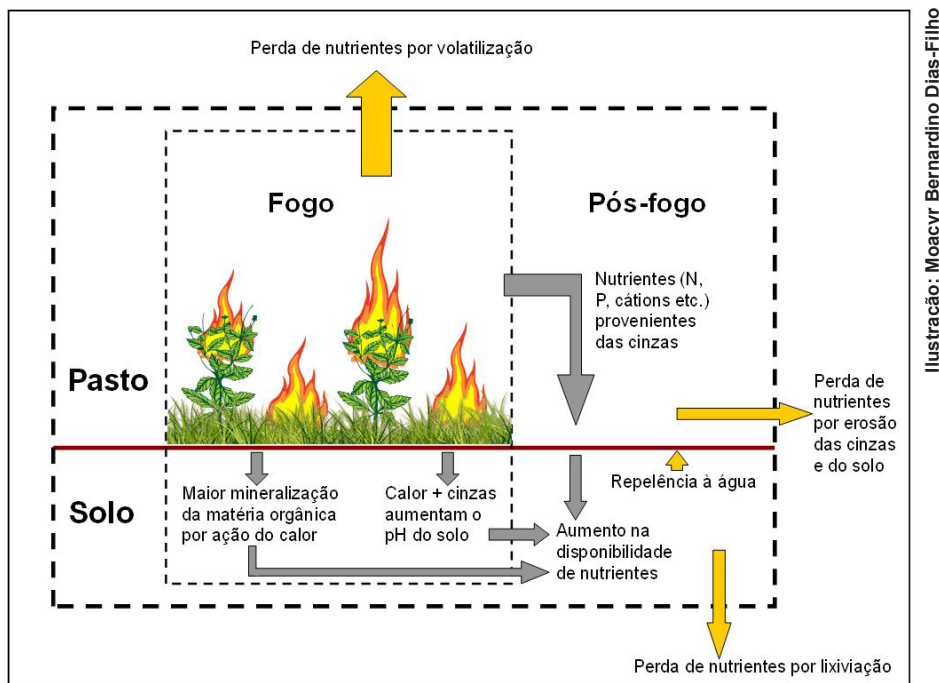 Perda de nutrientes por volatilização
Fogo
Pós-fogo
Nutrientes (N,
P, cátions etc.)
provenientes
das cinzas
Pasto
Perda de
nutrientes
por erosão
das cinzas
e do solo
Solo
Maior mineralização
da matéria orgânica
por ação do calor
Calor + cinzas
aumentam o
pH do solo
Repelência à água
Aumento na
disponibilidade
de nutrientes
Perda de nutrientes por lixiviação
Ilustração: Moacyr Bernardino Dias-Filho